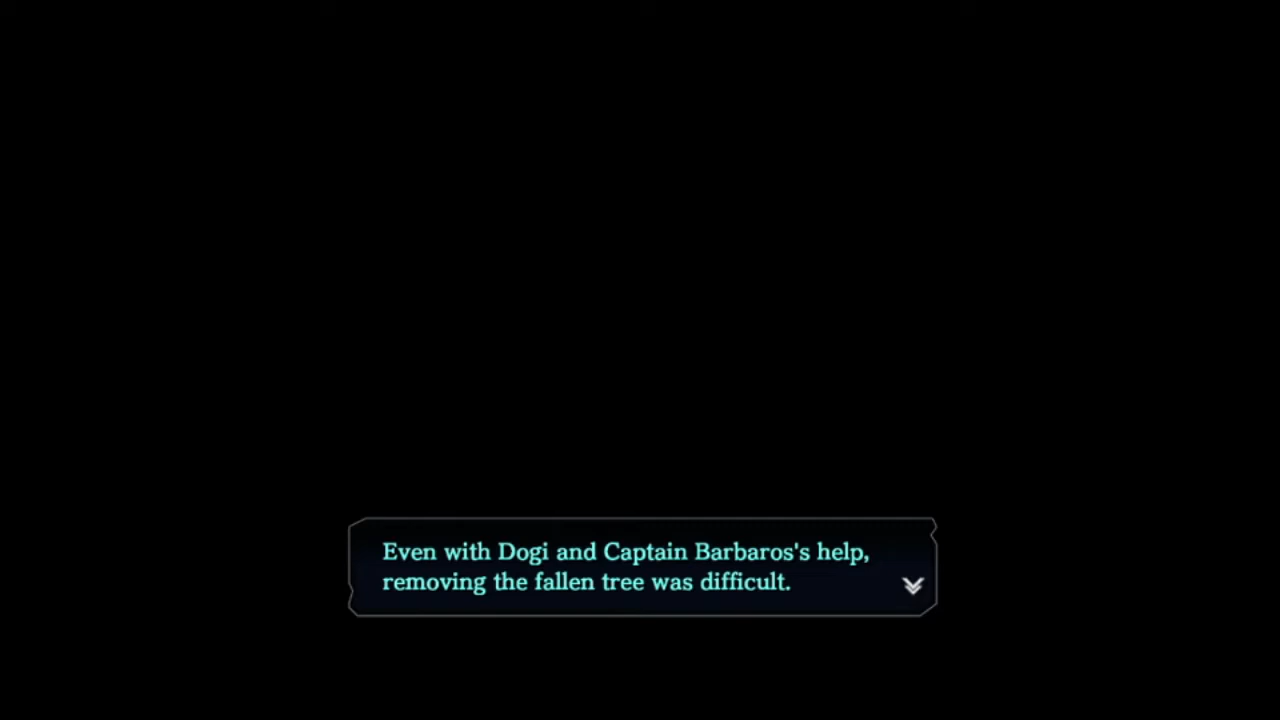 Even with Dogi and Captain Barbaros's help,
removing the fallen tree was difficult.